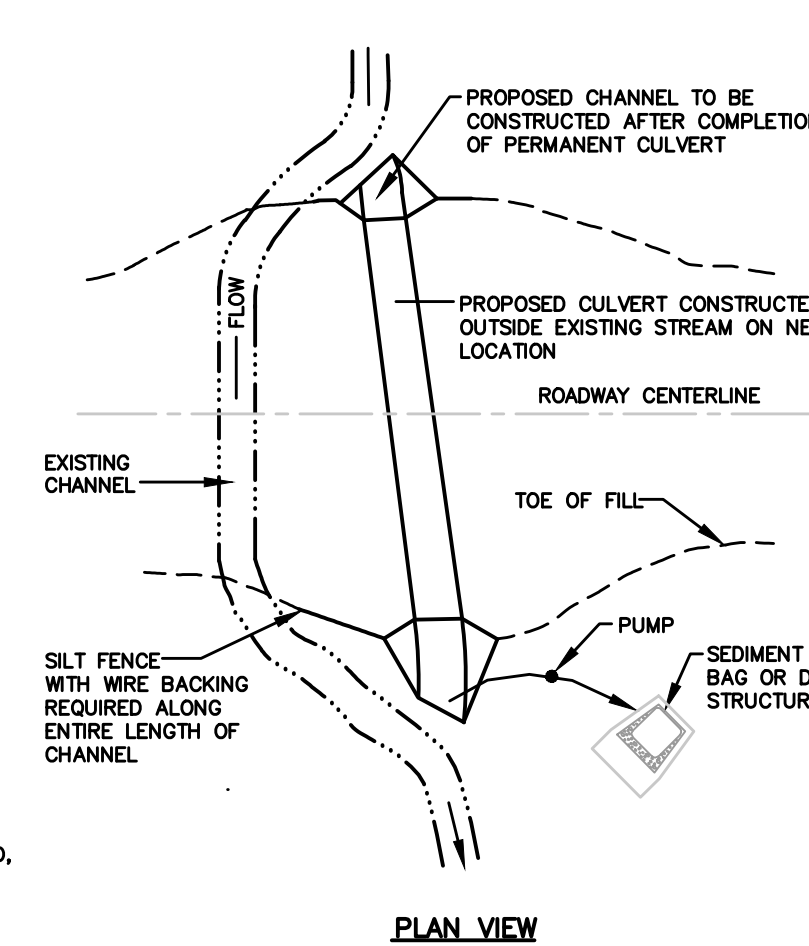 PROPOSED CHANNEL TO BE
CONSTRUCTED AFTER COMPLETIO
OF PERMANENT CULVERT
FLOW
PROPOSED CULVERT CONSTRUCTE
OUTSIDE EXISTING STREAM ON NE
LOCATION
ROADWAY CENTERLINE
EXISTING
CHANNEL
TOE OF FILL
PUMP
SILT FENCE
WITH WIRE BACKING
REQUIRED ALONG
ENTIRE LENGTH OF
CHANNEL
SEDIMENT
BAG OR D
STRUCTUR
D,
PLAN VIEW